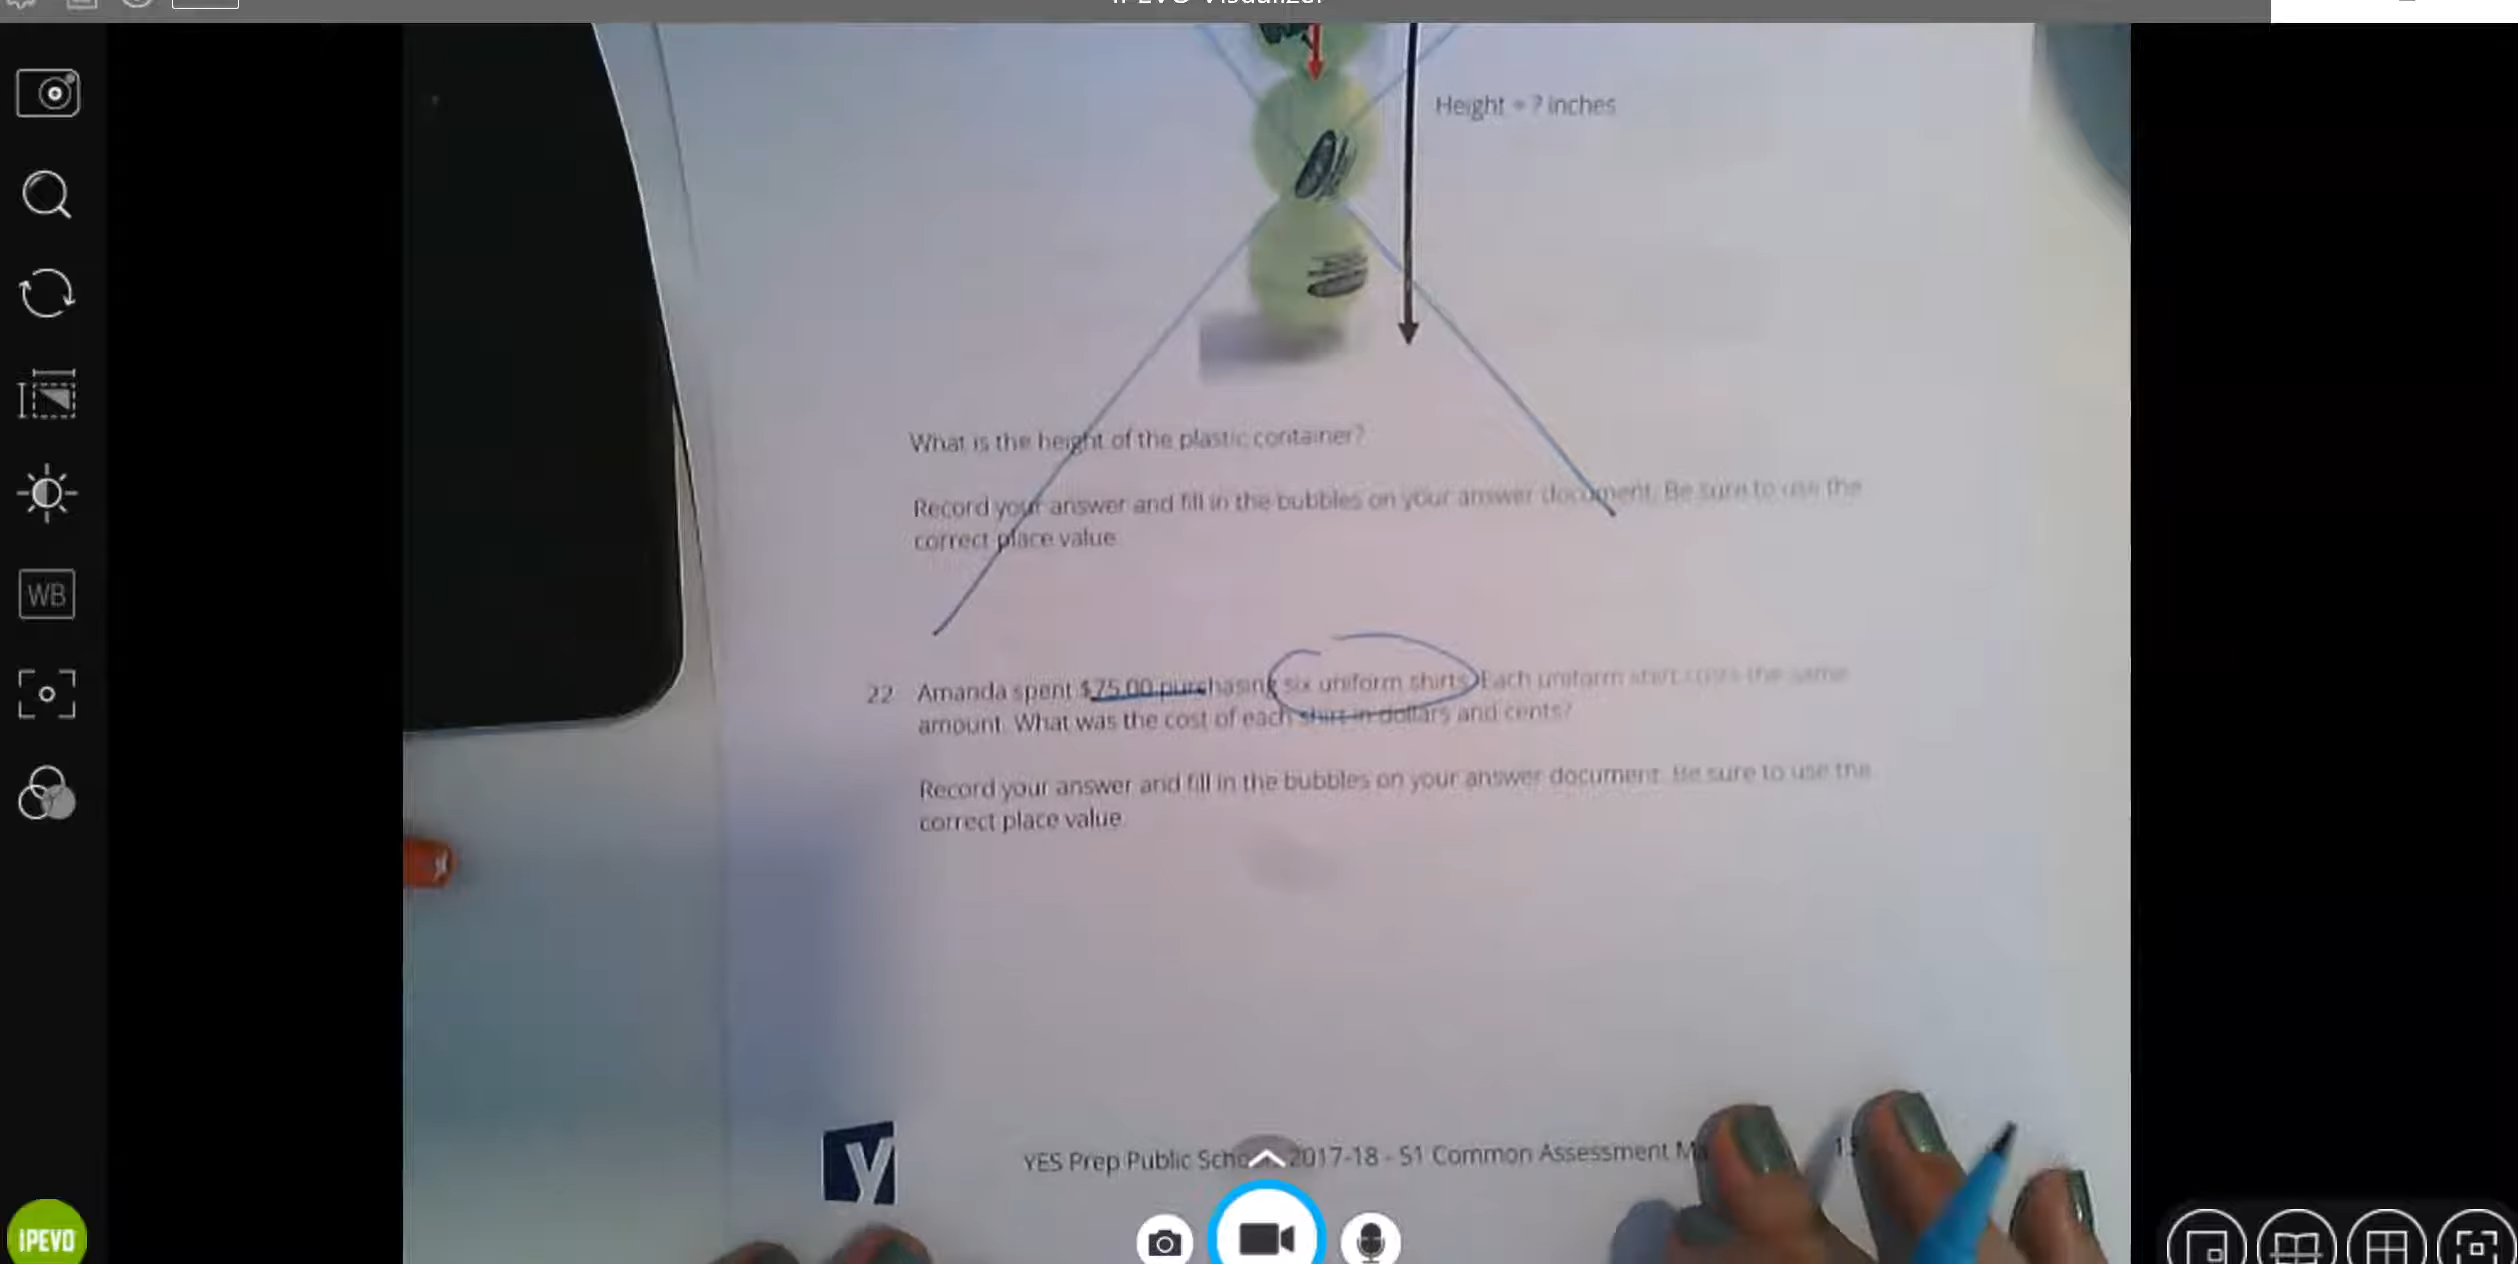 IPEVO Visualizer
Height = ? inches
What is the height of the plastic container?
Record your answer and fill in the bubbles on your answer document. Be sure to use the
correct place value.
22 Amanda spent $75.00 purchasing six uniform shirts. Each uniform shirt costs the same
amount. What was the cost of each shirt in dollars and cents?
Record your answer and fill in the bubbles on your answer document. Be sure to use the
correct place value.
y YES Prep Public 2017-18 - S1 Common Assessment
WB
iPEVO